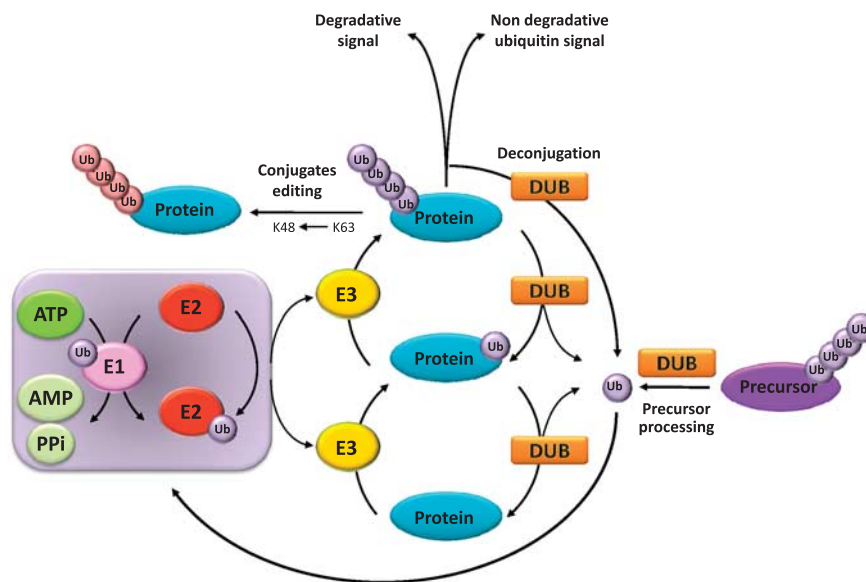 Degradative
signal
Non degradative
ubiquitin signal
Ub
Ub
Ub
Ub
Protein
Conjugates
editing
K48
K63
Ub
Ub
Ub
Ub
Protein
Deconjugation
DUB
ATP
E2
Ub
E1
AMP
E2
Ub
PPi
E3
DUB
Protein
Ub
E3
DUB
Protein
Ub
DUB
Precursor
processing
Ub
Ub
Ub
Ub
Precursor